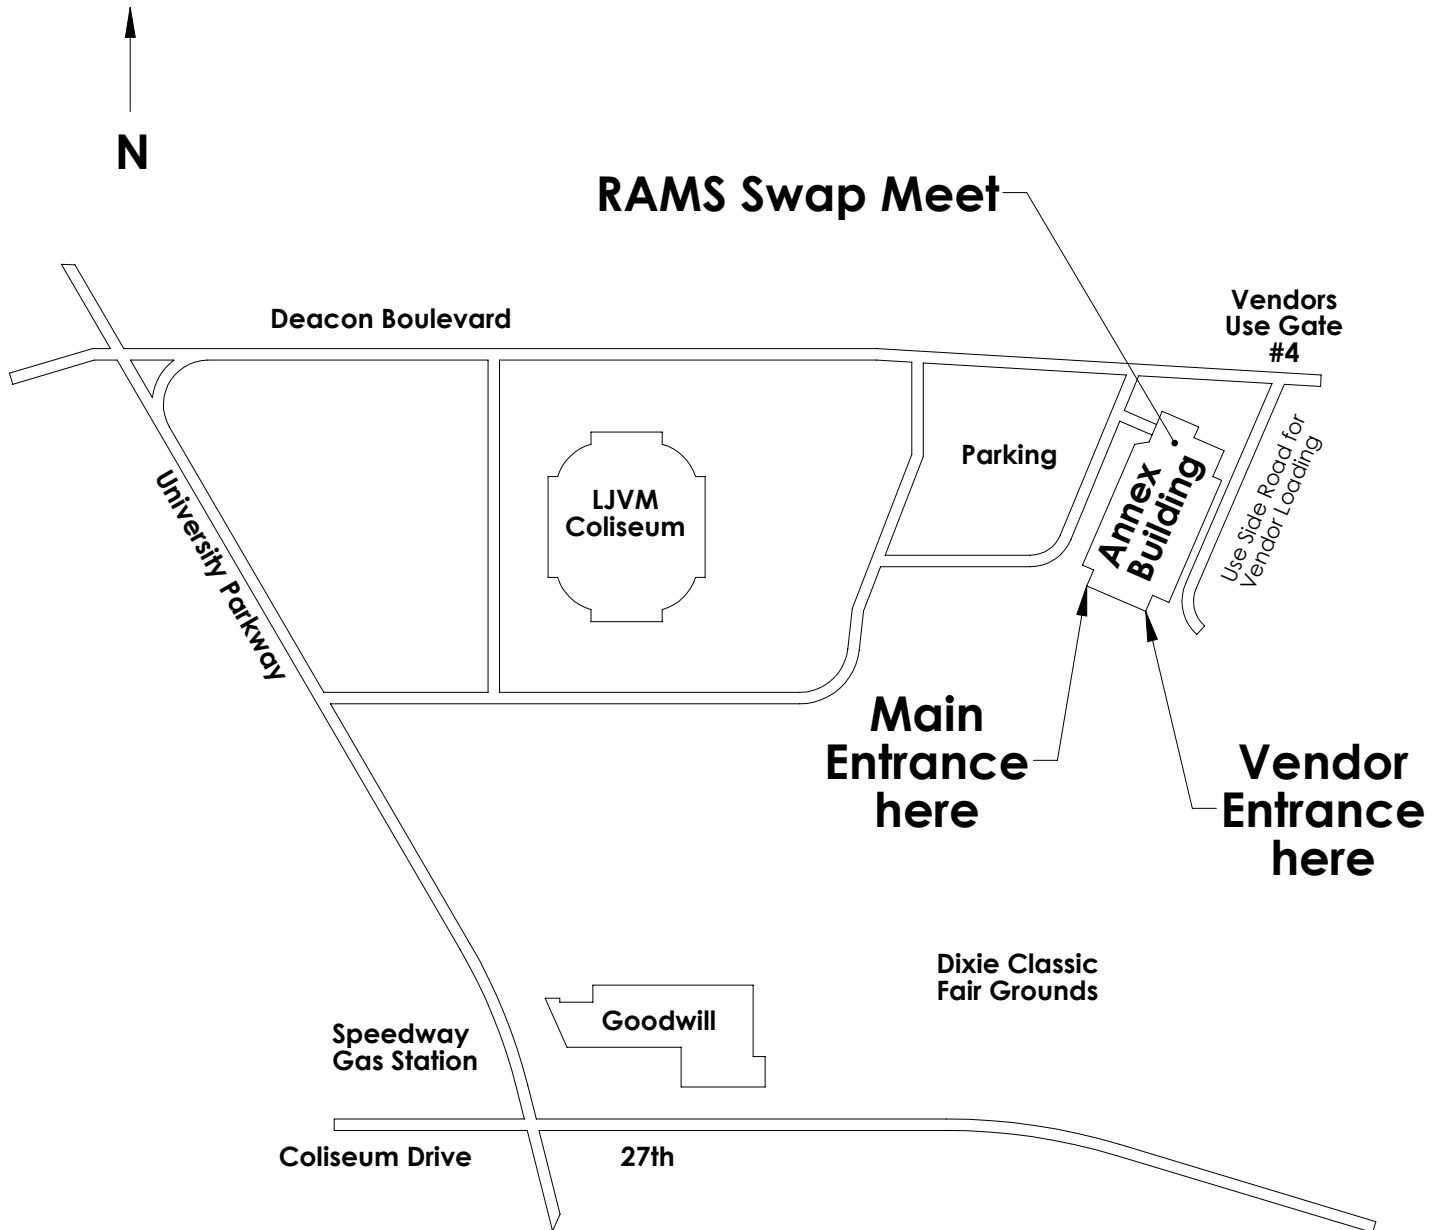 N
RAMS Swap Meet
Deacon Boulevard
Vendors
Use Gate
#4
Parking
LJVM
Coliseum
Annex
Building
Use Side Road for
Vendor Loading
University Parkway
Main
Entrance
here
Vendor
Entrance
here
Dixie Classic
Fair Grounds
Goodwill
Speedway
Gas Station
Coliseum Drive
27th